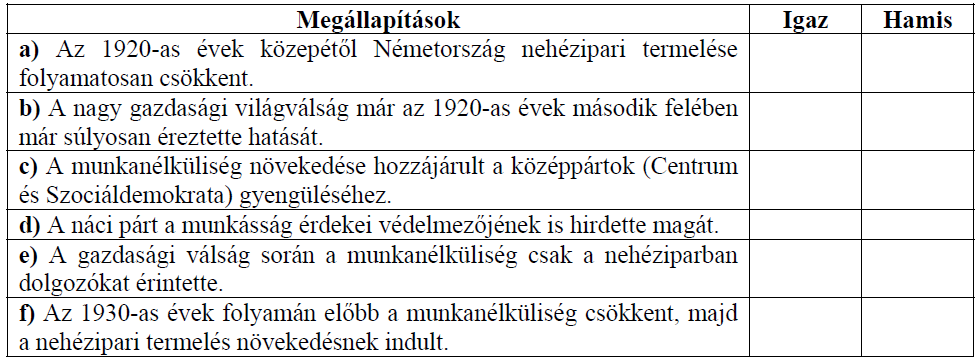 Megállapítások Igaz Hamis
a) Az 1920-as évek közepétől Németország nehézipari termelése
folyamatosan csökkent.
b) A nagy gazdasági világválság már az 1920-as évek második felében
már súlyosan éreztette hatását.
c) A munkanélküliség növekedése hozzájárult a középpártok (Centrum
és Szociáldemokrata) gyengüléséhez.
d) A náci párt a munkásság érdekei védelmezőjének is hirdette magát.
e) A gazdasági válság során a munkanélküliség csak a nehéziparban
dolgozókat érintette.
f) Az 1930-as évek folyamán előbb a munkanélküliség csökkent, majd
a nehézipari termelés növekedésnek indult.